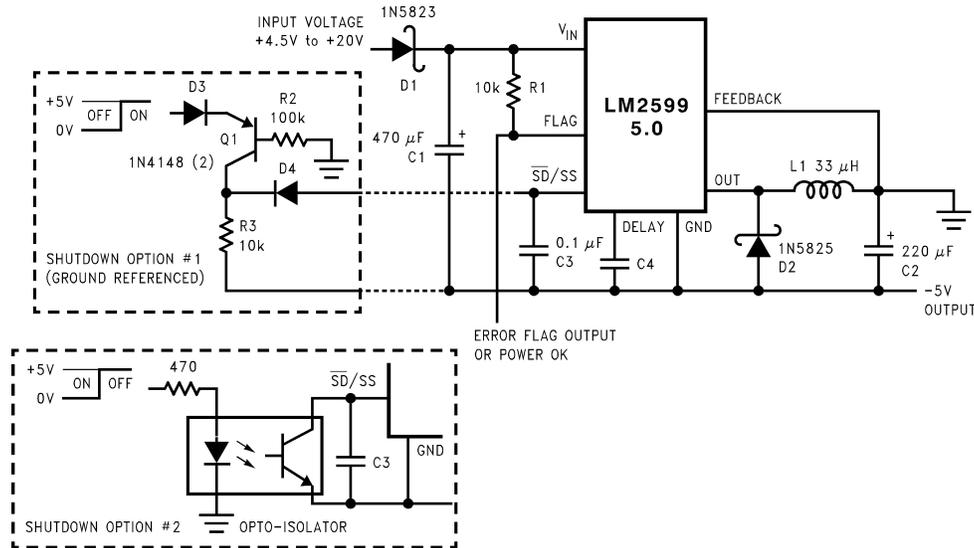 1N5823
INPUT VOLTAGE
+4.5V to +20V
D1
VIN
10k R1
FLAG
LM2599
5.0
FEEDBACK
470 μF
+
C1
SD/SS
OUT
L1 33 μH
DELAY
GND
0.1 μF
C3
C4
1N5825
D2
+
220 μF
C2
-5V
OUTPUT
ERROR FLAG OUTPUT
OR POWER OK
+5V
OFF
ON
0V
D3
R2
100k
Q1
1N4148 (2)
D4
R3
10k
SHUTDOWN OPTION #1
(GROUND REFERENCED)
+5V
ON
OFF
0V
470
SD/SS
GND
C3
SHUTDOWN OPTION #2
OPTO-ISOLATOR